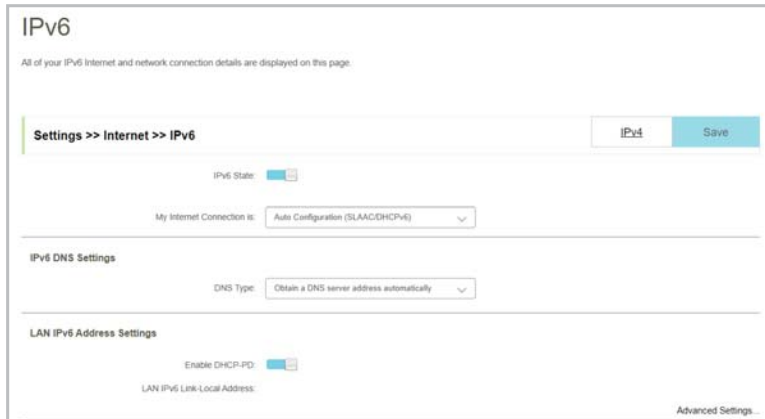 IPv6
All of your IPv6 Internet and network connection details are displayed on this page.
Settings >> Internet >> IPv6
IPv4
Save
IPv6 State:
My Internet Connection is: Auto Configuration (SLAAC/DHCPv6)
IPv6 DNS Settings
DNS Type: Obtain a DNS server address automatically
LAN IPv6 Address Settings
Enable DHCP-PD:
LAN IPv6 Link-Local Address:
Advanced Settings...